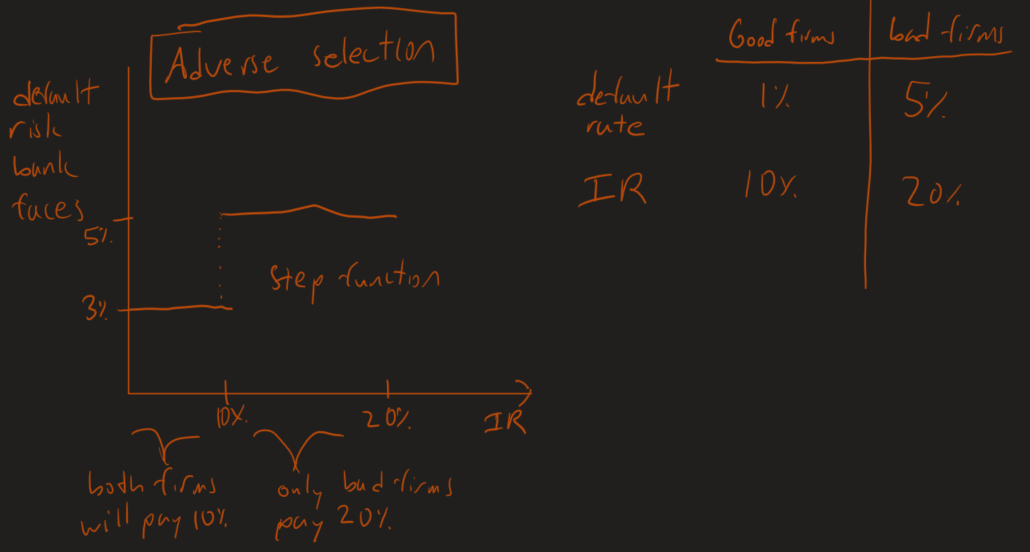 Adverse selection
default
risk
bank
faces
5%
3%
step function
10%
20%
IR
both firms
will pay 10%
only bad firms
pay 20%
Good firms bad firms
default
rate 1% 5%
IR 10% 20%